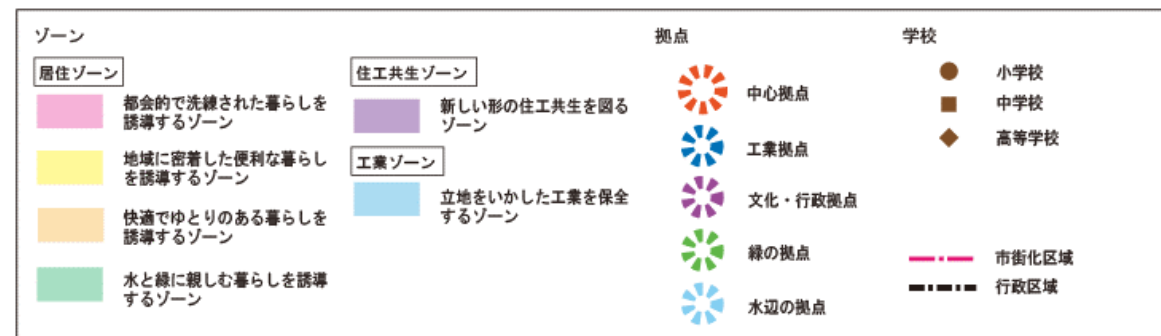 ゾーン
居住ゾーン
都会的で洗練された暮らしを
誘導するゾーン
地域に密着した便利な暮らし
を誘導するゾーン
快適でゆとりのある暮らしを
誘導するゾーン
水と緑に親しむ暮らしを誘導
するゾーン
住工共生ゾーン
新しい形の住工共生を図る
ゾーン
工業ゾーン
立地をいかした工業を保全
するゾーン
拠点
中心拠点
工業拠点
文化・行政拠点
緑の拠点
水辺の拠点
学校
小学校
中学校
高等学校
市街化区域
行政区域